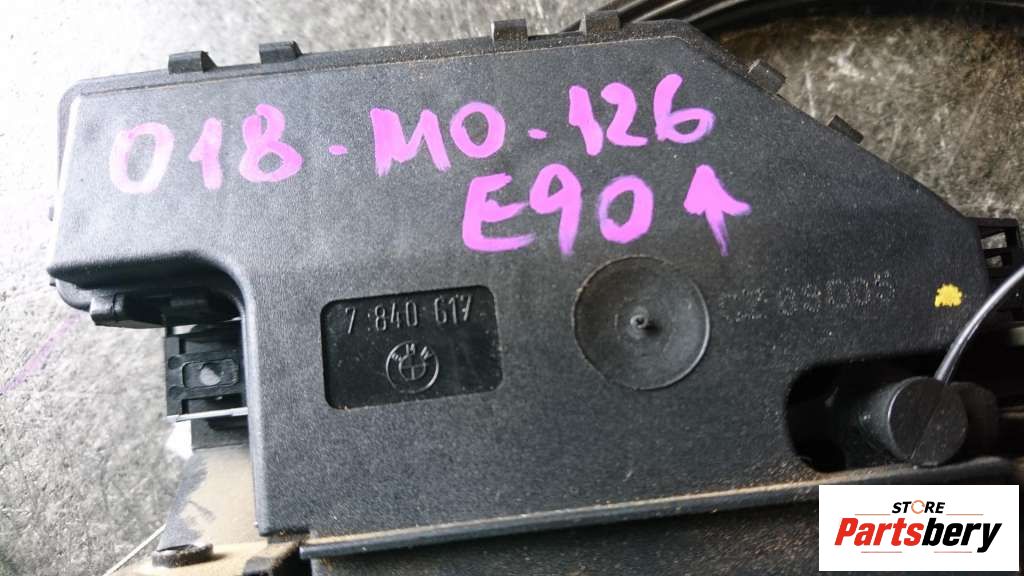 018-MO-126
E90↑
7 840 617
BMW
STORE
Partsbery